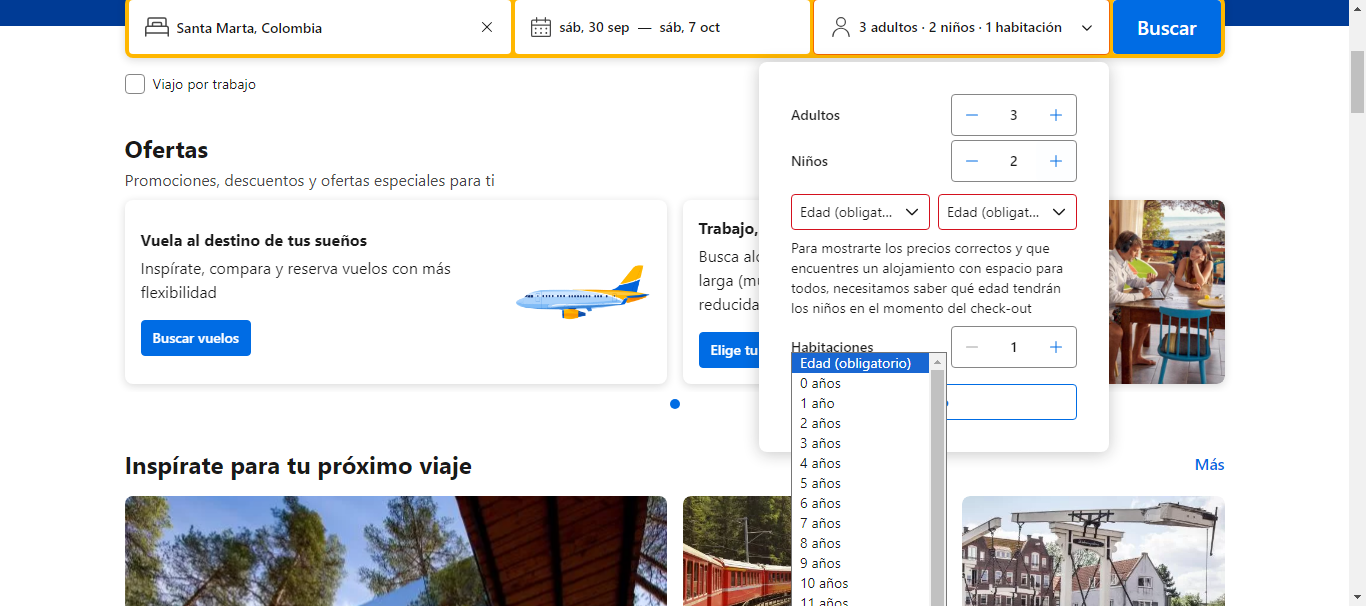 Santa Marta, Colombia
sáb, 30 sep — sáb, 7 oct
3 adultos · 2 niños · 1 habitación
Buscar
Viajo por trabajo
Adultos
3
Niños
2
Edad (obligat...
Edad (obligat...
Para mostrarte los precios correctos y que
encuentres un alojamiento con espacio para
todos, necesitamos saber qué edad tendrán
los niños en el momento del check-out
Habitaciones
1
Edad (obligatorio)
0 años
1 año
2 años
3 años
4 años
5 años
6 años
7 años
8 años
9 años
10 años
11 años
Ofertas
Promociones, descuentos y ofertas especiales para ti
Vuela al destino de tus sueños
Inspírate, compara y reserva vuelos con más
flexibilidad
Buscar vuelos
Trabajo,
Busca
larga
reducida
Elige tu
Inspírate para tu próximo viaje
Más